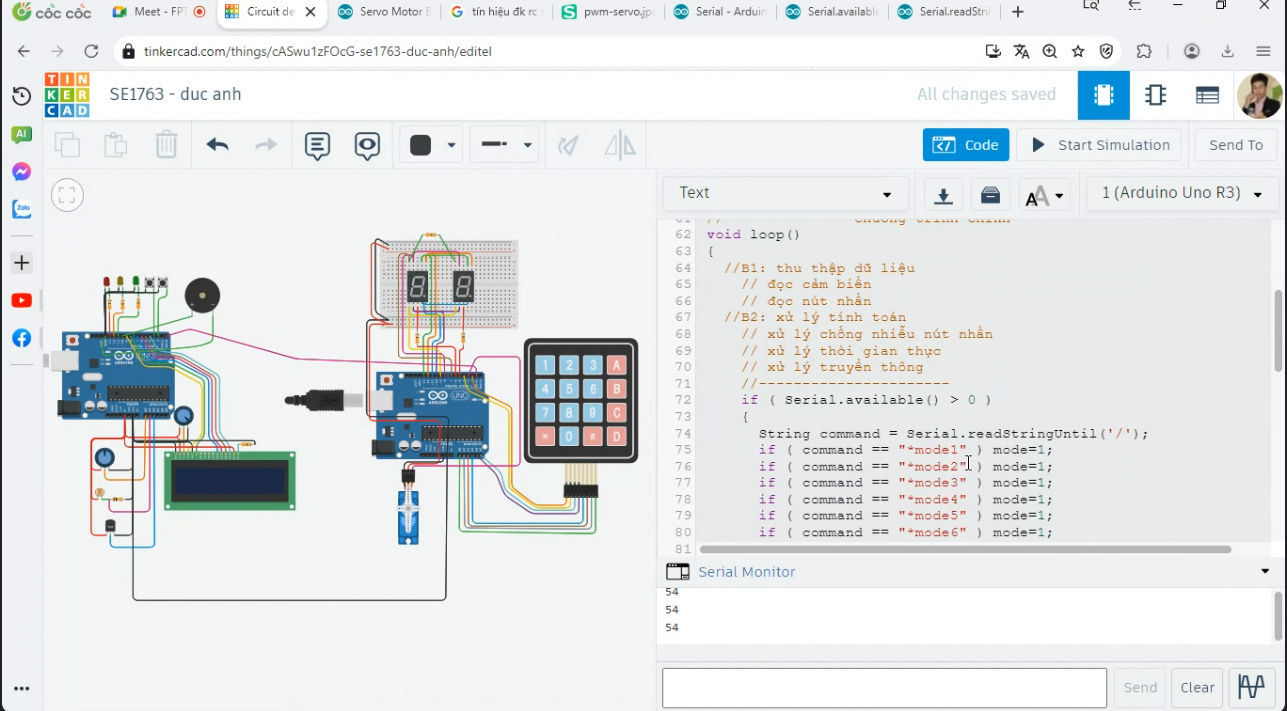 cốc cốc
Meet - FPT
Circuit de
Servo Motor B
tín hiệu đk rc
pwm-servo.jp
Serial - Arduin
Serial.availabl
Serial.readStri
tinkercad.com/things/cASwu1zFOcG-se1763-duc-anh/editel
TIN
KER
CAD
SE1763 - duc anh
All changes saved
AI
Zalo
Code
Start Simulation
Send To
Text
1 (Arduino Uno R3)
61 // chương trình chính
62 void loop()
63 {
64 //B1: thu thập dữ liệu
65 // đọc cảm biến
66 // đọc nút nhấn
67 //B2: xử lý tính toán
68 // xử lý chống nhiễu nút nhấn
69 // xử lý thời gian thực
70 // xử lý truyền thông
71 //----------------------
72 if ( Serial.available() > 0 )
73 {
74 String command = Serial.readStringUntil('/');
75 if ( command == "*mode1" ) mode=1;
76 if ( command == "*mode2" ) mode=1;
77 if ( command == "*mode3" ) mode=1;
78 if ( command == "*mode4" ) mode=1;
79 if ( command == "*mode5" ) mode=1;
80 if ( command == "*mode6" ) mode=1;
81
1 2 3 A
4 5 6 B
7 8 9 C
* 0 # D
UNO
Serial Monitor
54
54
54
Send
Clear